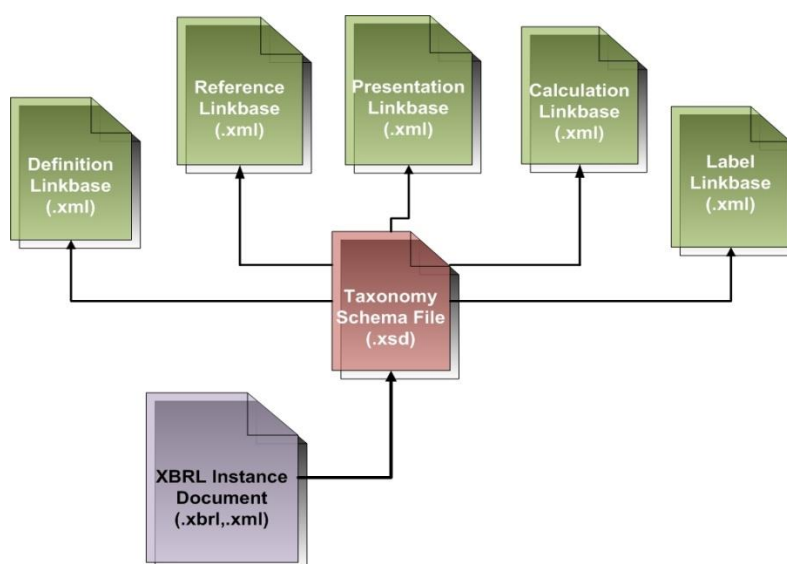 Reference
Linkbase
(.xml)
Presentation
Linkbase
(.xml)
Calculation
Linkbase
(.xml)
Definition
Linkbase
(.xml)
Label
Linkbase
(.xml)
Taxonomy
Schema File
(.xsd)
XBRL Instance
Document
(.xbrl,.xml)